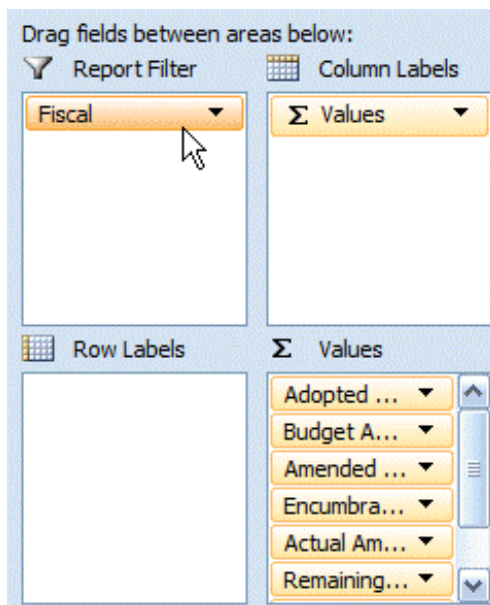 Drag fields between areas below:
Report Filter
Column Labels
Fiscal
Σ Values
Row Labels
Σ Values
Adopted ...
Budget A...
Amended ...
Encumbra...
Actual Am...
Remaining...